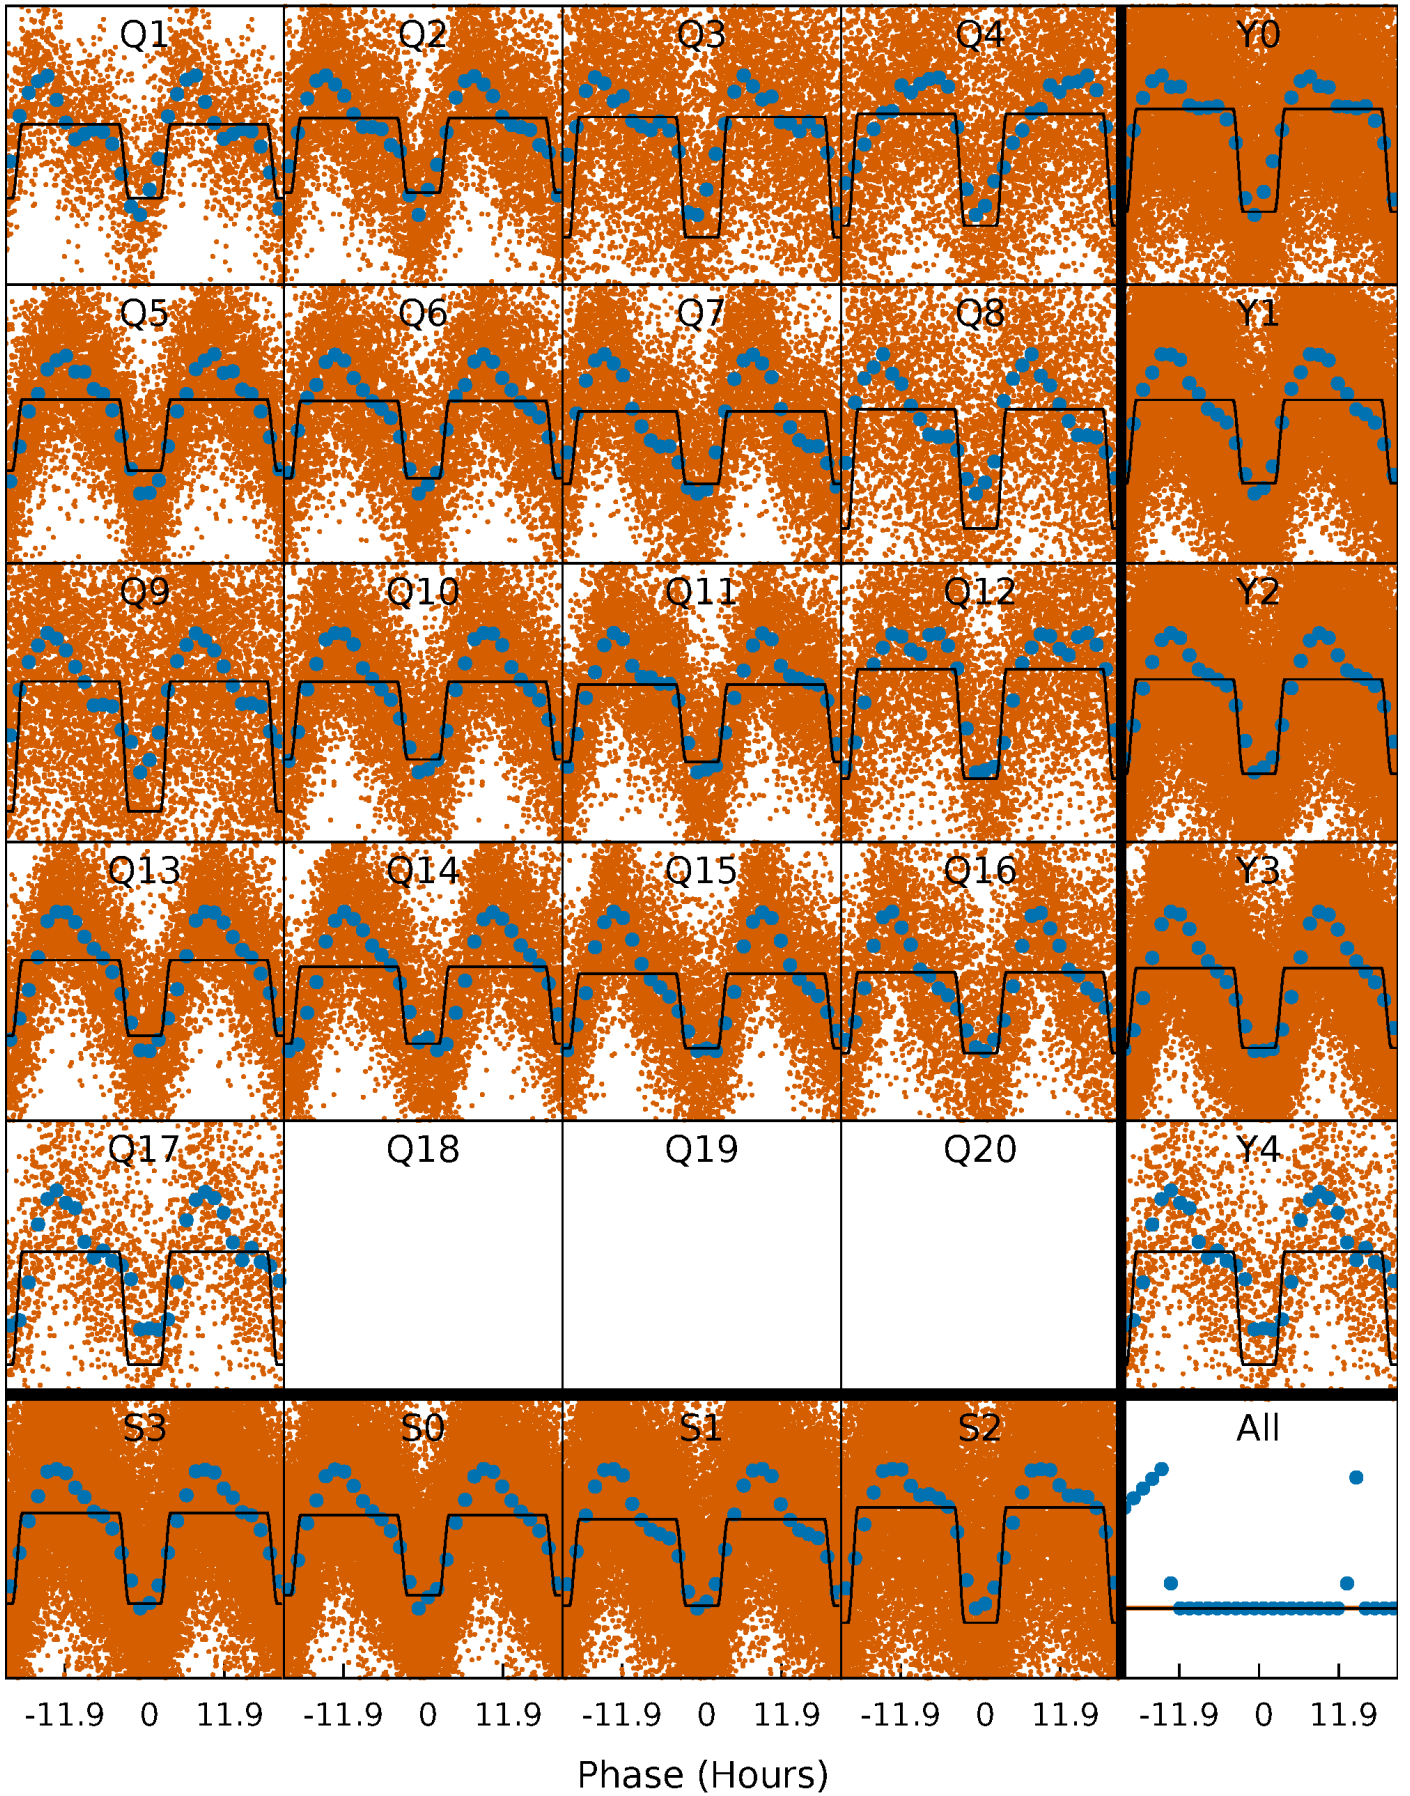 Q1 Q2 Q3 Q4 Y0
Q5 Q6 Q7 Q8 Y1
Q9 Q10 Q11 Q12 Y2
Q13 Q14 Q15 Q16 Y3
Q17 Q18 Q19 Q20 Y4
S3 S0 S1 S2 All
-11.9 0 11.9 -11.9 0 11.9 -11.9 0 11.9 -11.9 0 11.9 -11.9 0 11.9
Phase (Hours)